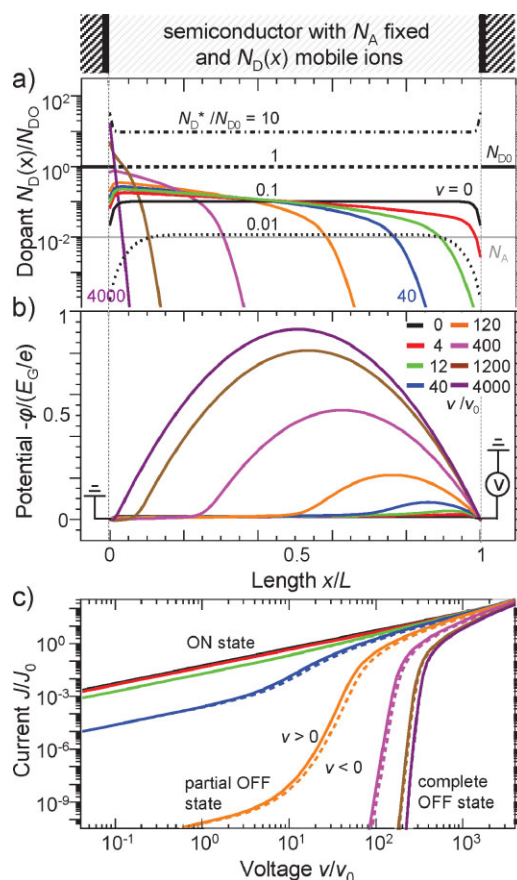 semiconductor with N_A fixed
and N_D(x) mobile ions
a)
Dopant N_D(x)/N_DO
10^2
10^0
10^-2
N_D*/N_D0 = 10
1
0.1
v = 0
0.01
4000
40
N_D0
N_A
b)
Potential -φ/(E_G/e)
1
0.5
0
0 120
4 400
12 1200
40 4000
v/v_0
V
0 0.5 1
Length x/L
c)
Current J/J_0
10^0
10^-3
10^-6
10^-9
ON state
v > 0
v < 0
partial OFF
state
complete
OFF state
10^-1 10^0 10^1 10^2 10^3
Voltage v/v_0